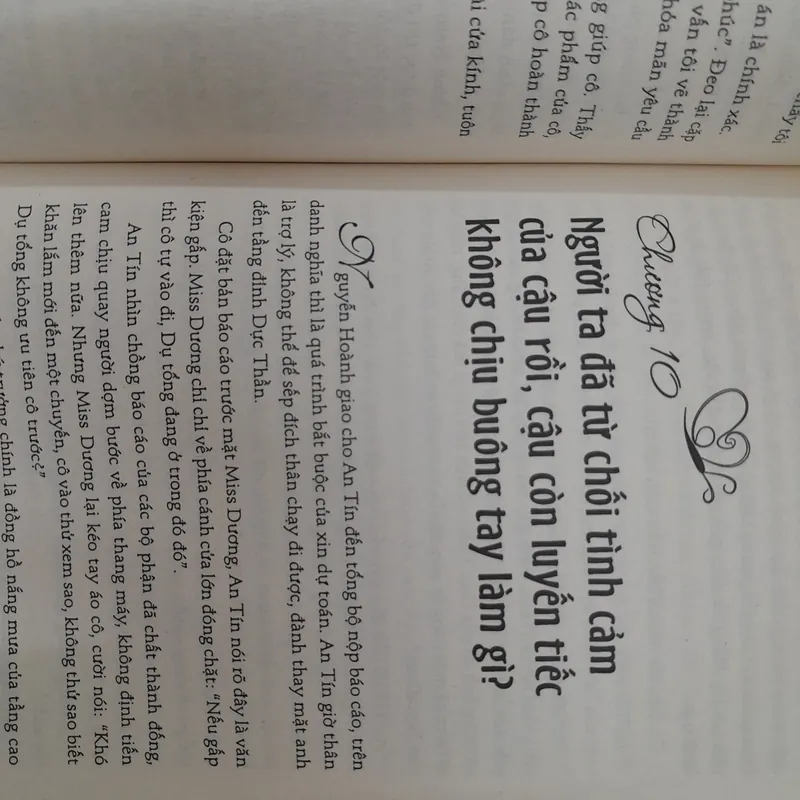 thấy tôi
án là chính xác.
húc". Đeo lại cặp
vấn tôi về thành
hóa mãn yêu cầu
g giúp cô. Thấy
ác phẩm của cô,
p cô hoàn thành
ài cửa kính, tuôn
Chương 10
Người ta đã từ chối tình cảm
của cậu rồi, cậu còn luyến tiếc
không chịu buông tay làm gì?
Nguyễn Hoành giao cho An Tín đến tổng bộ nộp báo cáo, trên
danh nghĩa thì là quá trình bắt buộc của xin dự toán. An Tín giờ thân
là trợ lý, không thể để sếp đích thân chạy đi được, đành thay mặt anh
đến tầng đỉnh Dực Thần.
Cô đặt bản báo cáo trước mặt Miss Dương, An Tín nói rõ đây là văn
kiện gấp. Miss Dương chỉ chỉ về phía cánh cửa lớn đóng chặt: "Nếu gấp
thì cô tự vào đi, Dụ tổng đang ở trong đó đó".
An Tín nhìn chồng báo cáo của các bộ phận đã chất thành đống,
cam chịu quay người dợm bước về phía thang máy, không định tiến
lên thêm nữa. Nhưng Miss Dương lại kéo tay áo cô, cười nói: "Khó
khăn lắm mới đến một chuyến, cô vào thử xem sao, không thử sao biết
Dụ tổng không ưu tiên cô trước?"
trưởng chính là đồng hồ nắng mưa của tầng cao